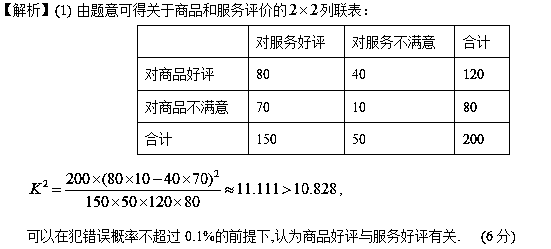 【解析】(1) 由题意可得关于商品和服务评价的2×2列联表：
对服务好评 对服务不满意 合计
对商品好评 80 40 120
对商品不满意 70 10 80
合计 150 50 200
K² = 200×(80×10−40×70)² / 150×50×120×80 ≈ 11.111 > 10.828，
可以在犯错误概率不超过 0.1%的前提下,认为商品好评与服务好评有关. (6 分)